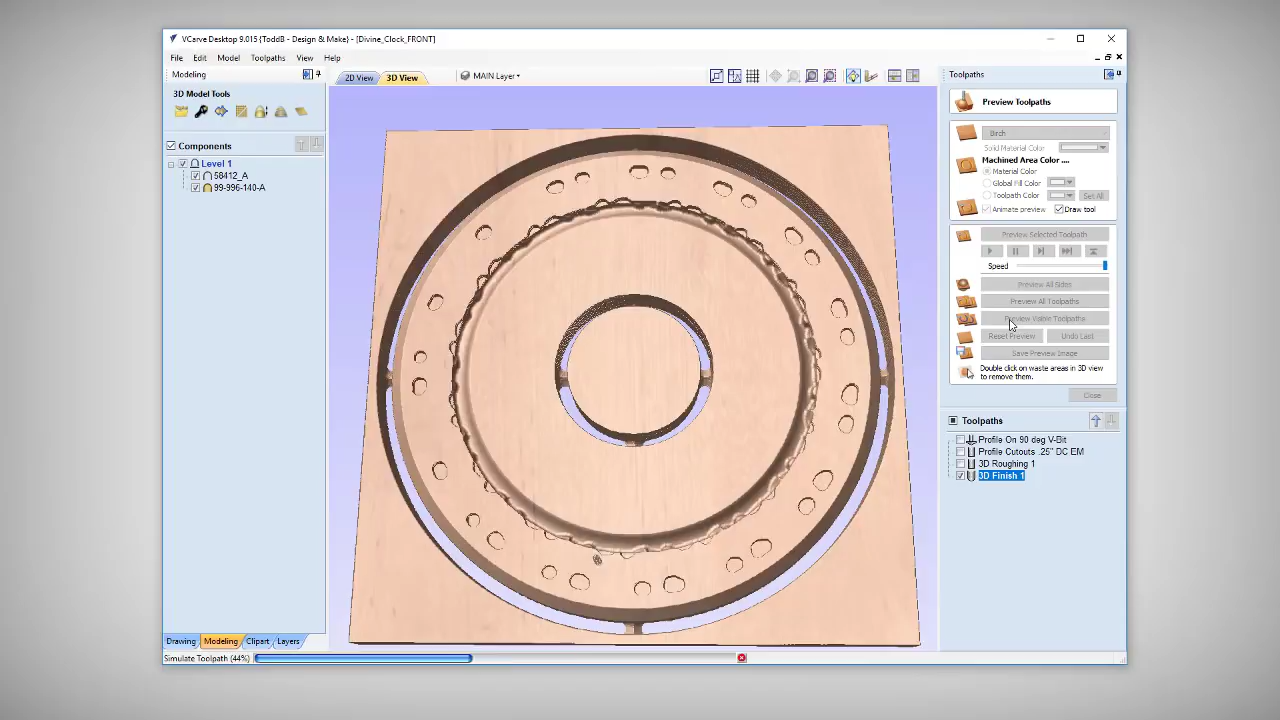 VCarve Desktop 9.015 {ToddB - Design & Make} - [Divine_Clock_FRONT]
File Edit Model Toolpaths View Help
Modeling
3D Model Tools
Components
Level 1
58412_A
99-996-140-A
2D View 3D View MAIN Layer
Toolpaths
Preview Toolpaths
Birch
Solid Material Color
Machined Area Color ....
Material Color
Global Fill Color
Toolpath Color Set All
Animate preview Draw tool
Preview Selected Toolpath
Speed
Preview All Sides
Preview All Toolpaths
Preview Visible Toolpaths
Reset Preview Undo Last
Save Preview Image
Double click on waste areas in 3D view
to remove them.
Close
Toolpaths
Profile On 90 deg V-Bit
Profile Cutouts .25" DC EM
3D Roughing 1
3D Finish 1
Drawing Modeling Clipart Layers
Simulate Toolpath (44%)